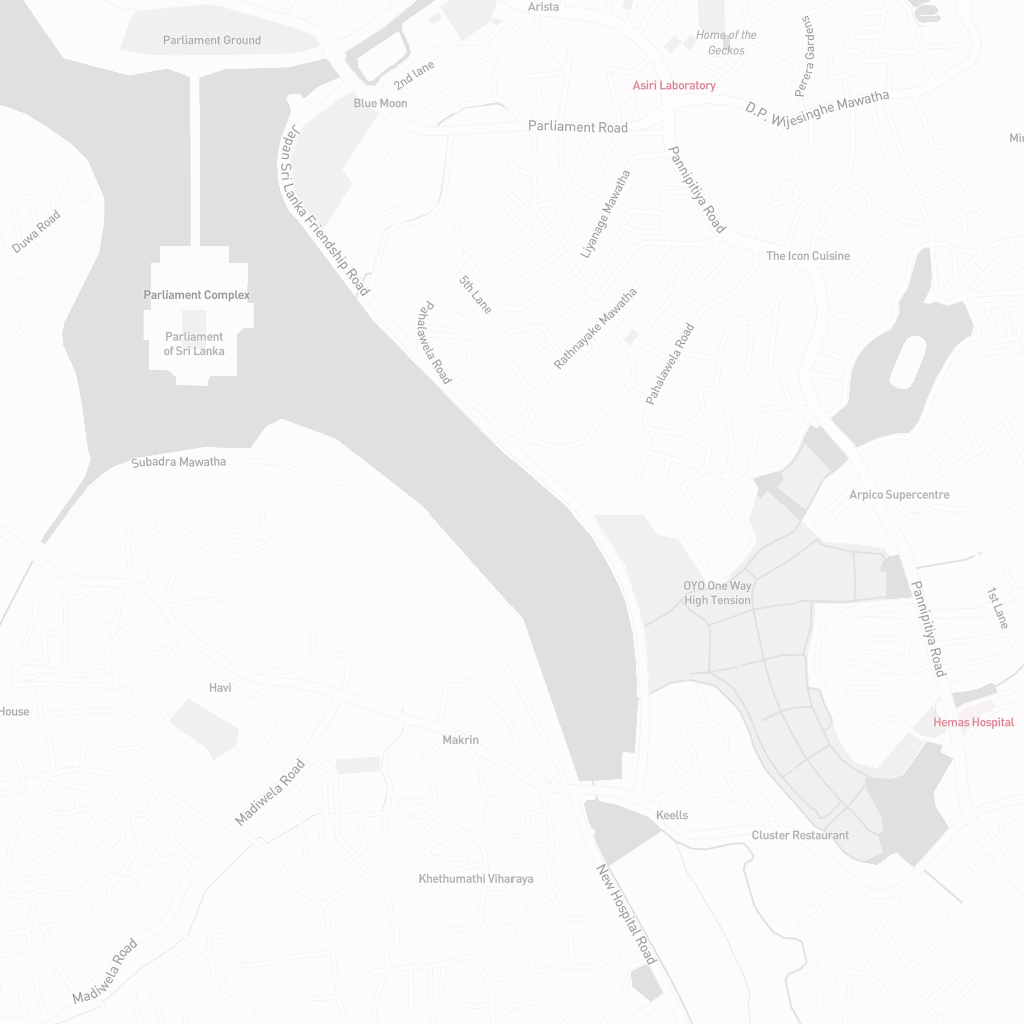 Arista
Parliament Ground
Home of the
Geckos
Perera Gardens
2nd lane
Asiri Laboratory
Blue Moon
D.P. Wijesinghe Mawatha
Parliament Road
Japan Sri Lanka Friendship Road
Pannipitiya Road
Liyanage Mawatha
Duwa Road
The Icon Cuisine
5th Lane
Parliament Complex
Rathnayake Mawatha
Pahalawela Road
Parliament
of Sri Lanka
Pahalawela Road
Subadra Mawatha
Arpico Supercentre
OYO One Way
High Tension
1st Lane
Pannipitiya Road
Havi
House
Hemas Hospital
Makrin
Madiwela Road
Keells
Cluster Restaurant
Khethumathi Viharaya
New Hospital Road
Madiwela Road